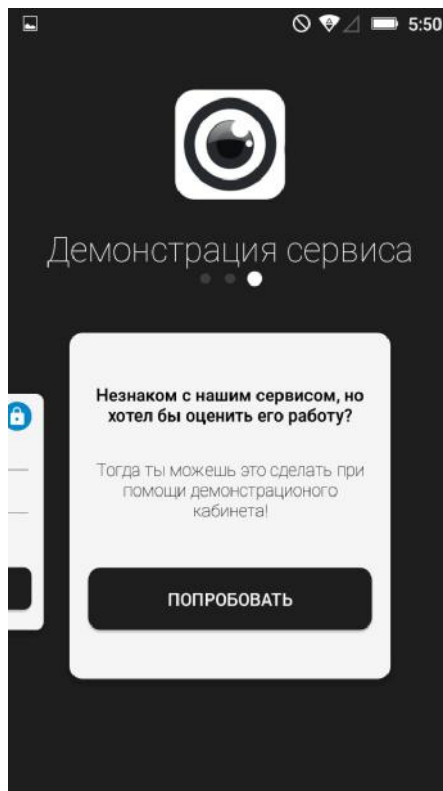 5:50
Демонстрация сервиса
Незнаком с нашим сервисом, но
хотел бы оценить его работу?
Тогда ты можешь это сделать при
помощи демонстрационого
кабинета!
ПОПРОБОВАТЬ